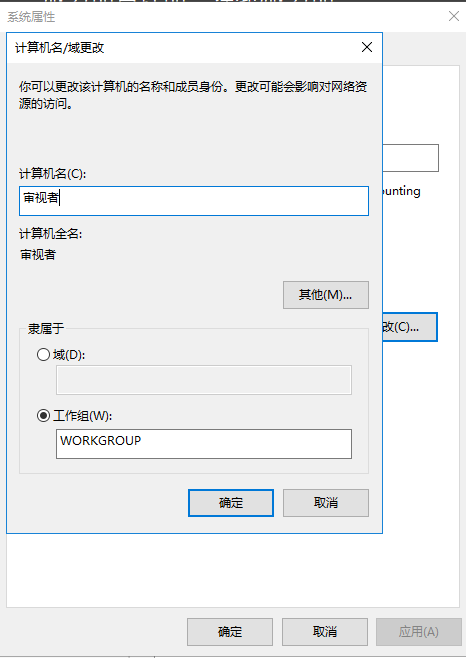 系统属性
计算机名/域更改
你可以更改该计算机的名称和成员身份。更改可能会影响对网络资
源的访问。
计算机名(C):
审视者
unting
计算机全名:
审视者
其他(M)...
改(C)...
隶属于
域(D):
工作组(W):
WORKGROUP
确定
取消
确定
取消
应用(A)